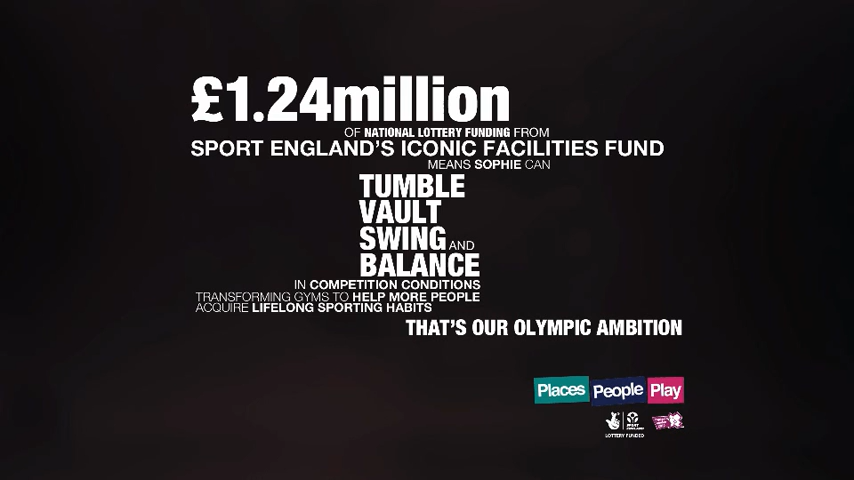 £1.24million
OF NATIONAL LOTTERY FUNDING FROM
SPORT ENGLAND'S ICONIC FACILITIES FUND
MEANS SOPHIE CAN
TUMBLE
VAULT
SWING AND
BALANCE
IN COMPETITION CONDITIONS
TRANSFORMING GYMS TO HELP MORE PEOPLE
ACQUIRE LIFELONG SPORTING HABITS
THAT'S OUR OLYMPIC AMBITION
Places People Play
LOTTERY FUNDED